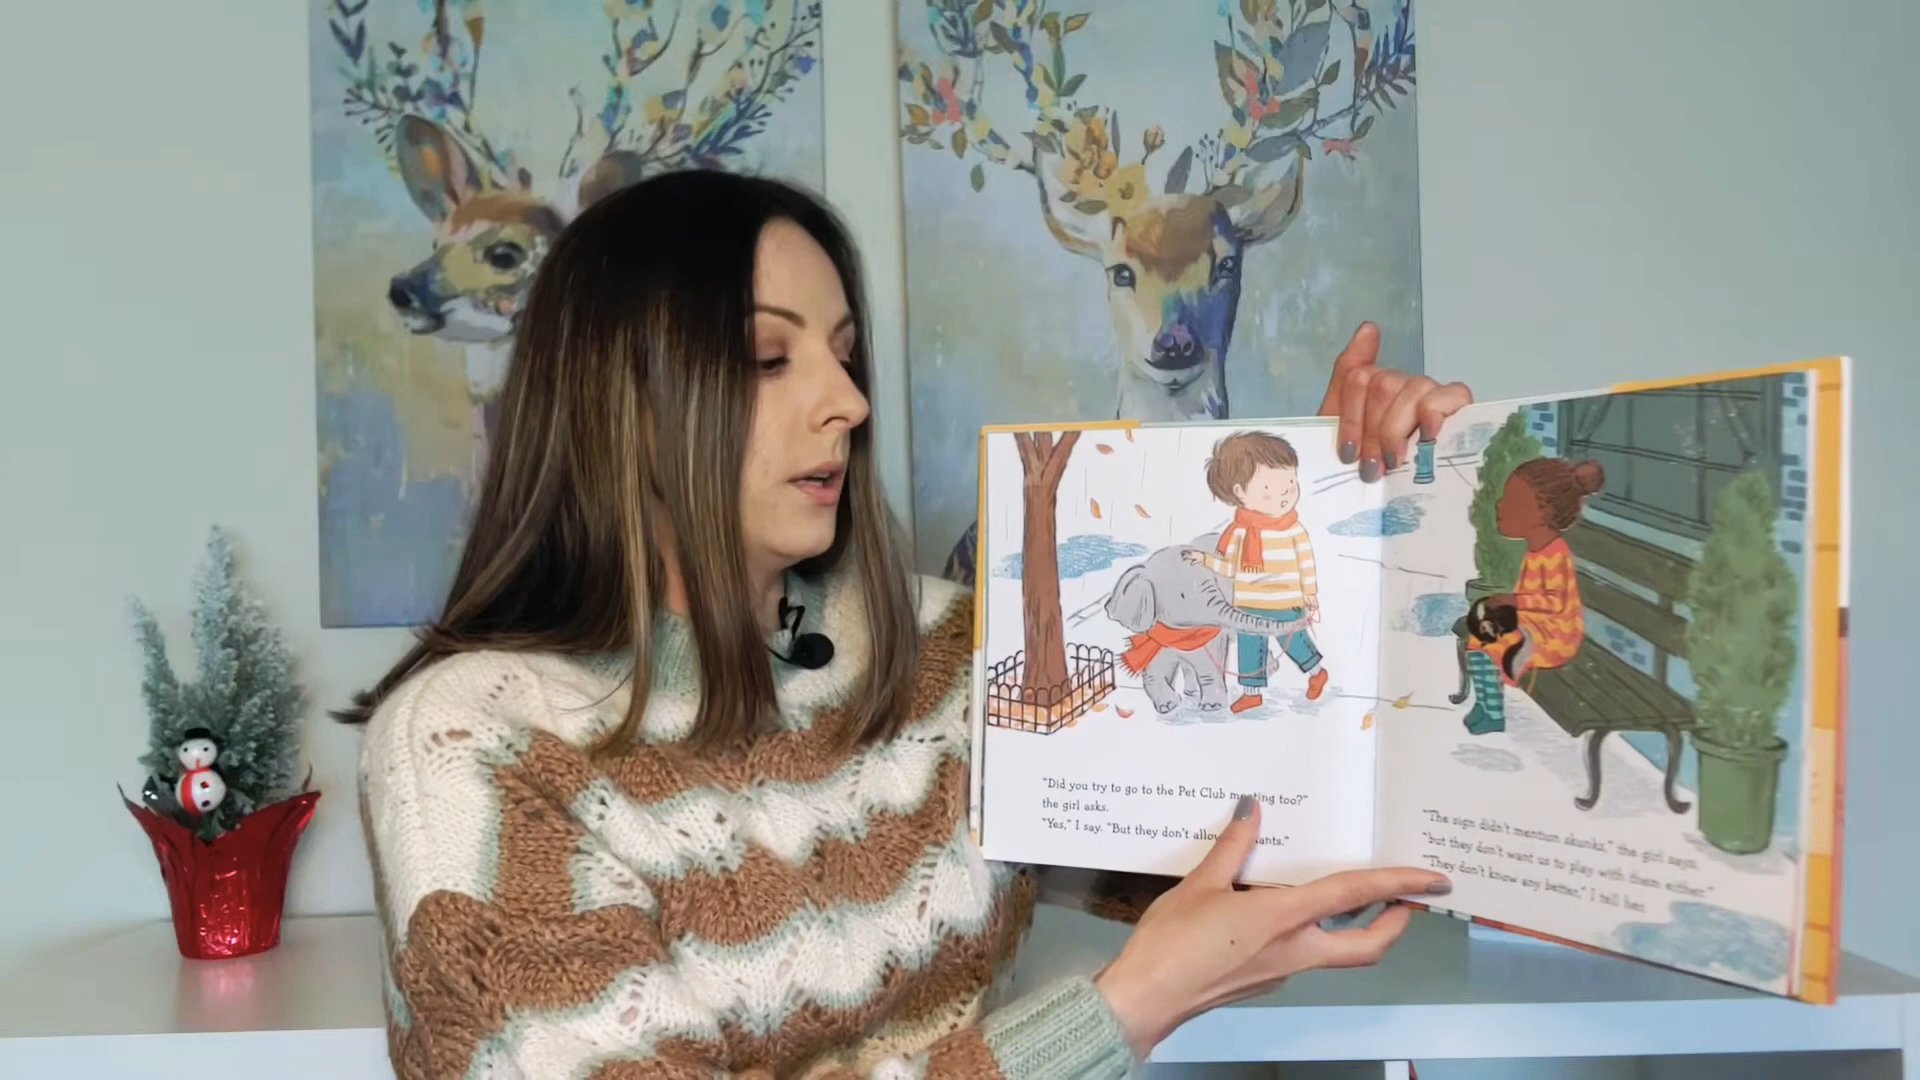 "Did you try to go to the Pet Club meeting too?"
the girl asks.
"Yes," I say. "But they don't allow ants."
"The sign didn't mention skunks," the girl says,
"but they don't want us to play with them either."
"They don't know any better," I tell her.